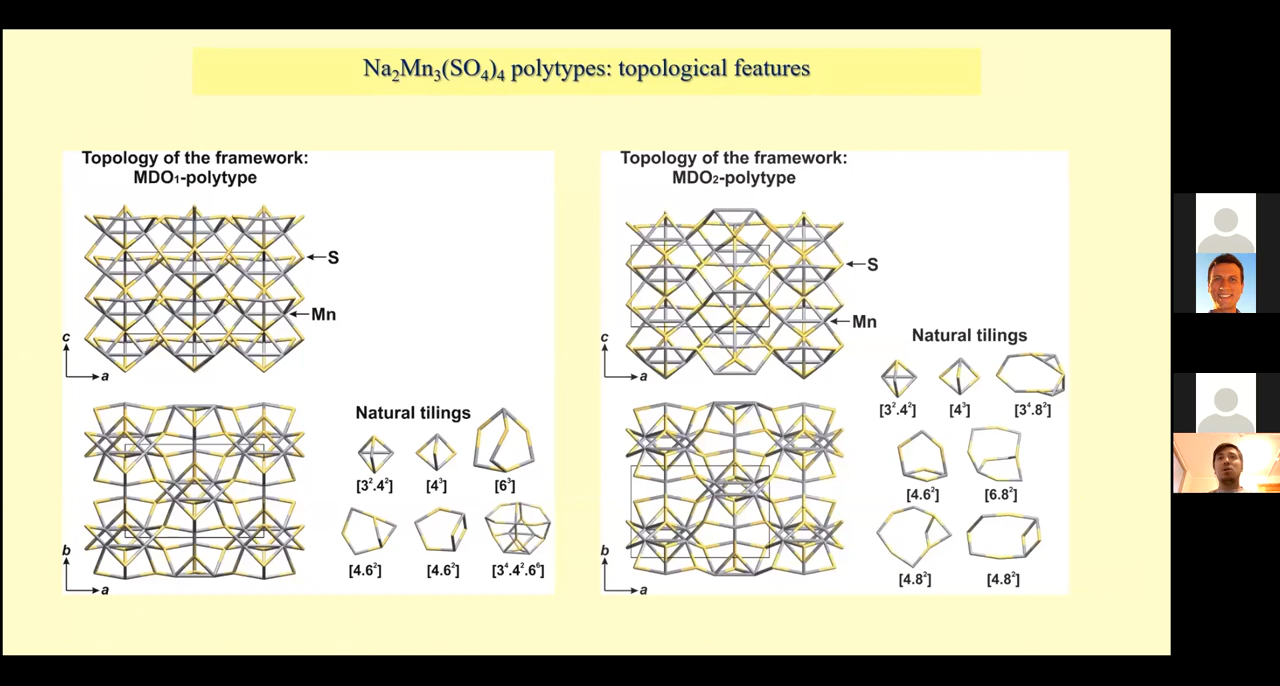 Na₂Mn₃(SO₄)₄ polytypes: topological features
Topology of the framework:
MDO₁-polytype
S
Mn
c
a
Natural tilings
[3².4²] [4³] [6³]
[4.6²] [4.6²] [3⁴.4².6⁶]
b
a
Topology of the framework:
MDO₂-polytype
S
Mn
c
a
Natural tilings
[3².4²] [4³] [3⁴.8²]
[4.6²] [6.8²]
[4.8²] [4.8²]
b
a